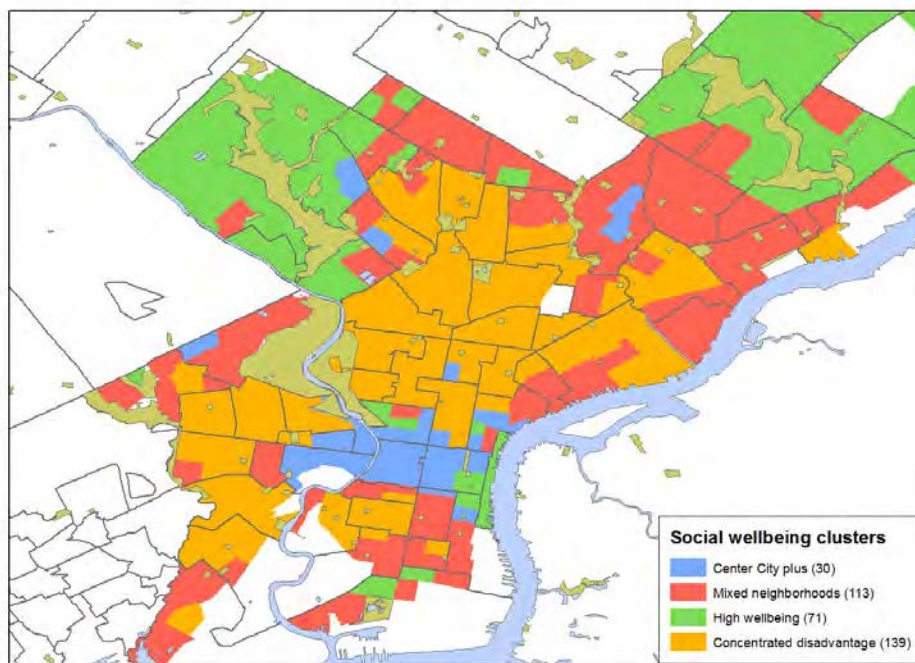 Social wellbeing clusters
Center City plus (30)
Mixed neighborhoods (113)
High wellbeing (71)
Concentrated disadvantage (139)